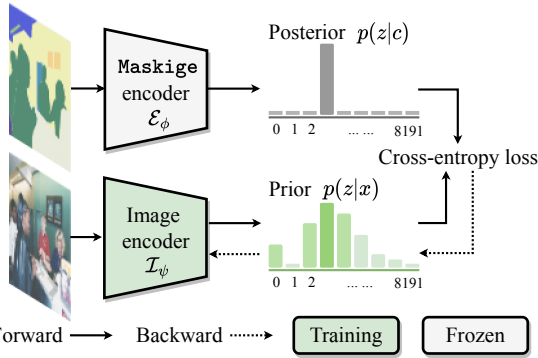 Posterior p(z|c)
Maskige
encoder
ℰ_ϕ
0 1 2 ... ... 8191
Cross-entropy loss
Prior p(z|x)
Image
encoder
ℐ_ψ
0 1 2 ... ... 8191
orward Backward Training Frozen